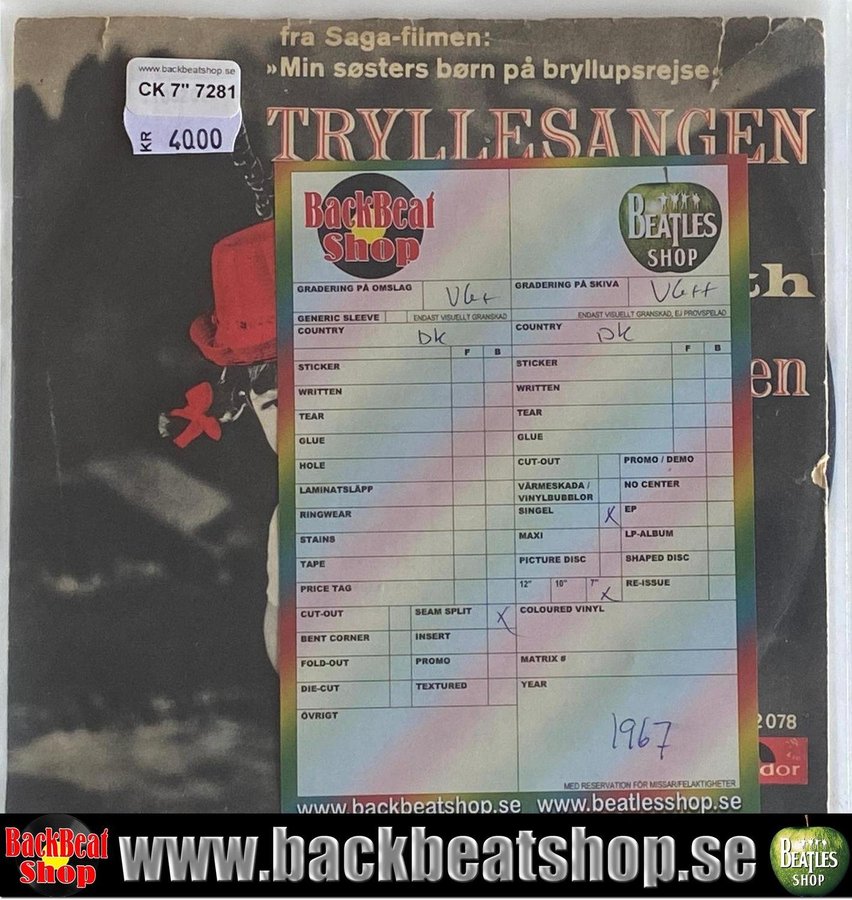 fra Saga-filmen:
»Min søsters børn på bryllupsrejse«
www.backbeatshop.se
CK 7" 7281
KR 40.00
TRYLLESANGEN
BackBeat
Shop
BEATLES
SHOP
th
en
GRADERING PÅ OMSLAG VG+ GRADERING PÅ SKIVA VG++
GENERIC SLEEVE ENDAST VISUELLT GRANSKAD ENDAST VISUELLT GRANSKAD, EJ PROVSPELAD
COUNTRY DK COUNTRY DK
F B F B
STICKER STICKER
WRITTEN WRITTEN
TEAR TEAR
GLUE GLUE
HOLE CUT-OUT PROMO / DEMO
LAMINATSLÄPP VÄRMESKADA / VINYLBUBBLOR NO CENTER
RINGWEAR SINGEL X EP
STAINS MAXI LP-ALBUM
TAPE PICTURE DISC SHAPED DISC
PRICE TAG 12" 10" 7" X RE-ISSUE
CUT-OUT SEAM SPLIT X COLOURED VINYL
BENT CORNER INSERT
FOLD-OUT PROMO MATRIX #
DIE-CUT TEXTURED YEAR
ÖVRIGT 1967
2 078
dor
MED RESERVATION FÖR MISSAR/FELAKTIGHETER
www.backbeatshop.se www.beatlesshop.se
BackBeat
Shop
www.backbeatshop.se
BEATLES
SHOP